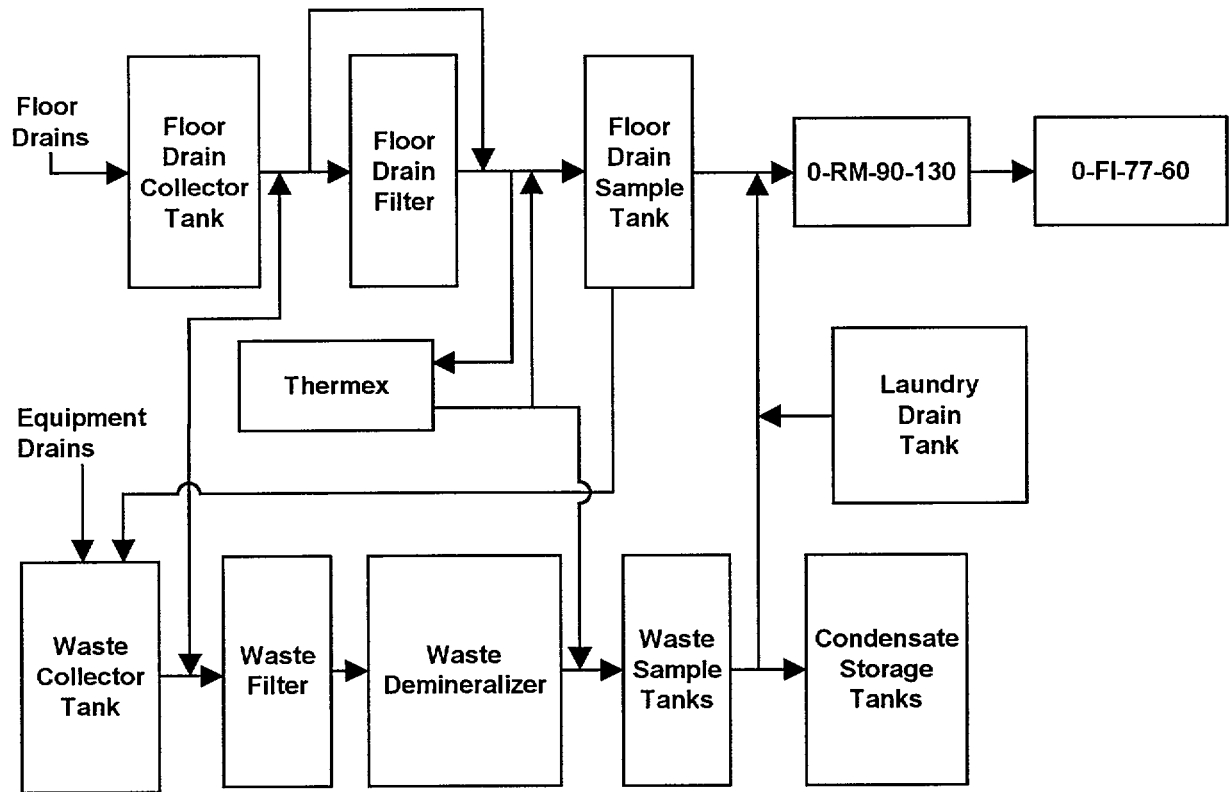 Floor
Drains
Floor
Drain
Collector
Tank
Floor
Drain
Filter
Floor
Drain
Sample
Tank
0-RM-90-130
0-FI-77-60
Thermex
Laundry
Drain
Tank
Equipment
Drains
Waste
Collector
Tank
Waste
Filter
Waste
Demineralizer
Waste
Sample
Tanks
Condensate
Storage
Tanks